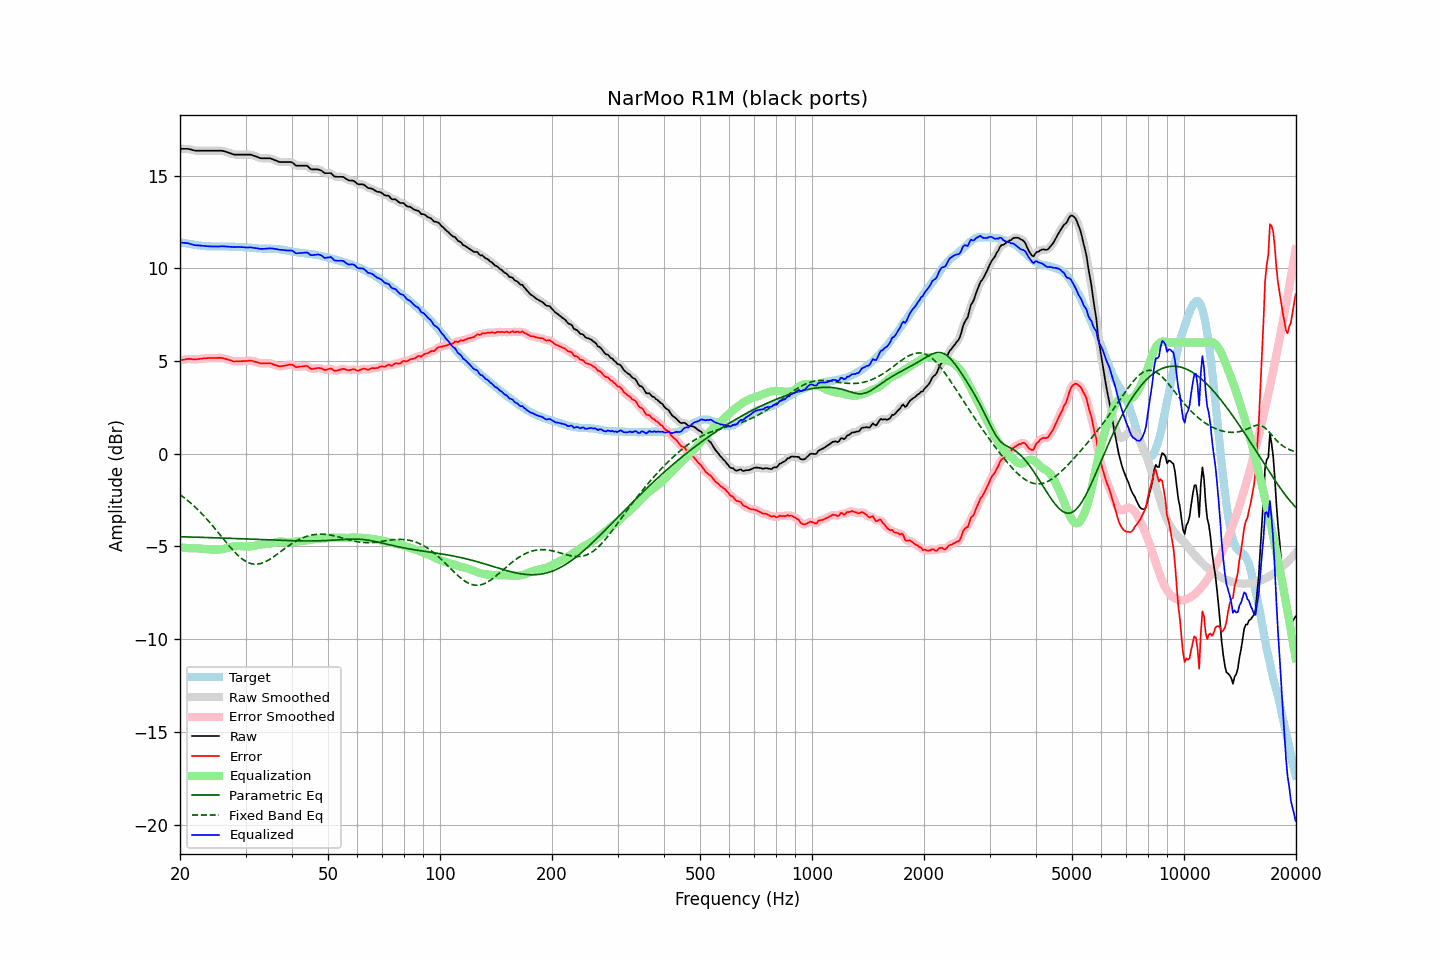 NarMoo R1M (black ports)
Amplitude (dBr)
15
10
5
0
−5
−10
−15
−20
Target
Raw Smoothed
Error Smoothed
Raw
Error
Equalization
Parametric Eq
Fixed Band Eq
Equalized
20 50 100 200 500 1000 2000 5000 10000 20000
Frequency (Hz)